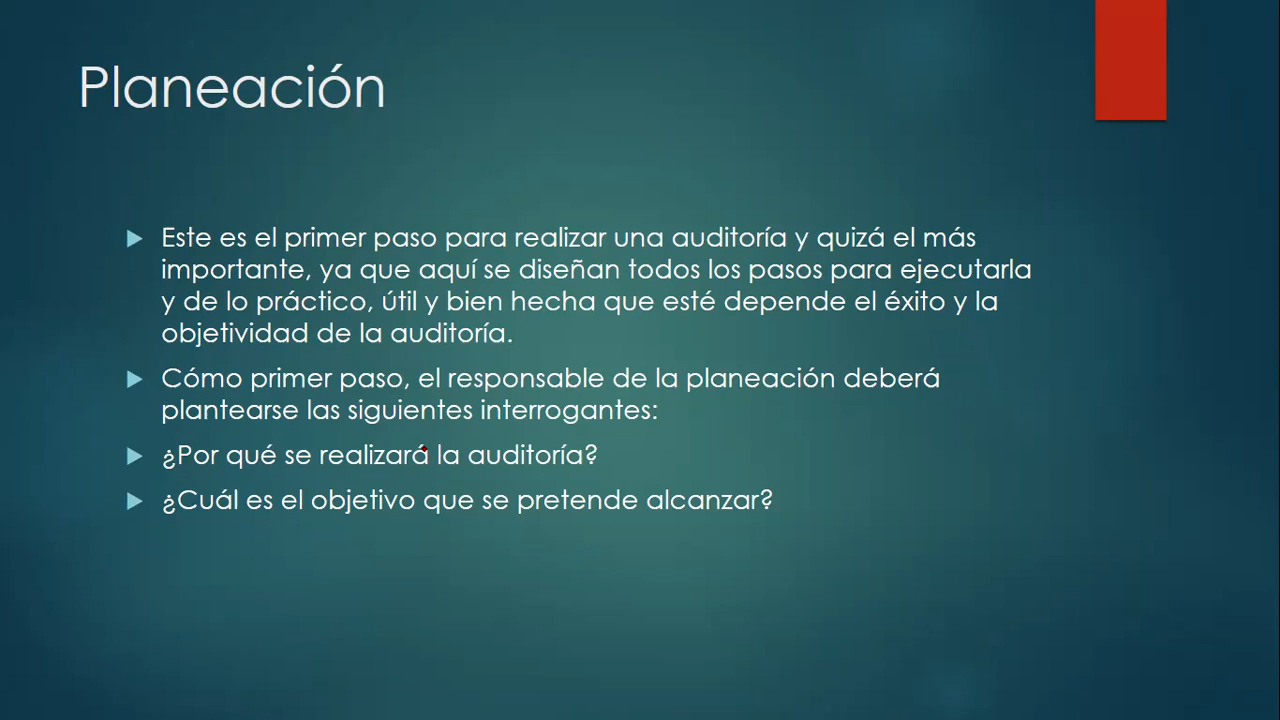 Planeación
Este es el primer paso para realizar una auditoría y quizá el más
importante, ya que aquí se diseñan todos los pasos para ejecutarla
y de lo práctico, útil y bien hecha que esté depende el éxito y la
objetividad de la auditoría.
Cómo primer paso, el responsable de la planeación deberá
plantearse las siguientes interrogantes:
¿Por qué se realizará la auditoría?
¿Cuál es el objetivo que se pretende alcanzar?